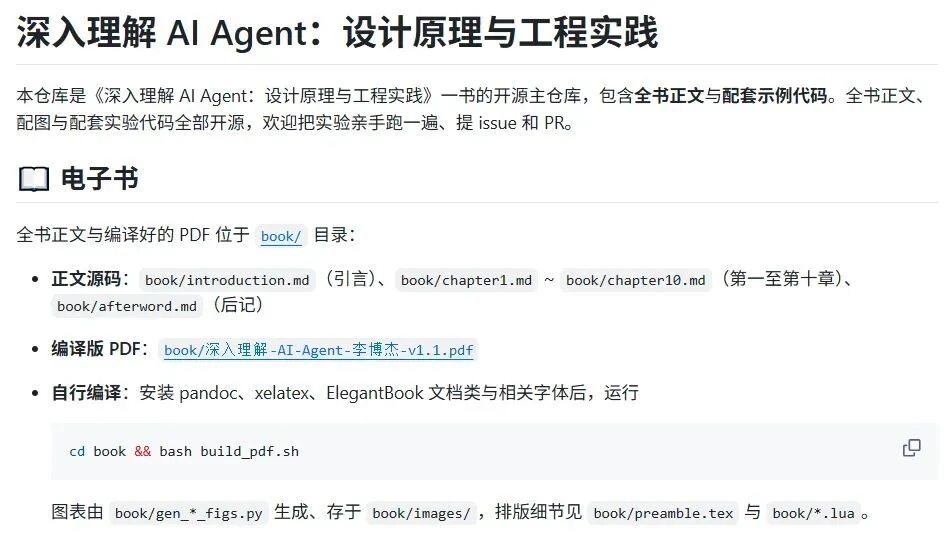 深入理解 AI Agent：设计原理与工程实践
本仓库是《深入理解 AI Agent：设计原理与工程实践》一书的开源主仓库，包含全书正文与配套示例代码。全书正文、
配图与配套实验代码全部开源，欢迎把实验亲手跑一遍、提 issue 和 PR。
📖 电子书
全书正文与编译好的 PDF 位于 book/ 目录：
• 正文源码：book/introduction.md（引言）、book/chapter1.md ~ book/chapter10.md（第一至第十章）、
book/afterword.md（后记）
• 编译版 PDF：book/深入理解-AI-Agent-李博杰-v1.1.pdf
• 自行编译：安装 pandoc、xelatex、ElegantBook 文档类与相关字体后，运行
cd book && bash build_pdf.sh
图表由 book/gen_*_figs.py 生成、存于 book/images/，排版细节见 book/preamble.tex 与 book/*.lua。